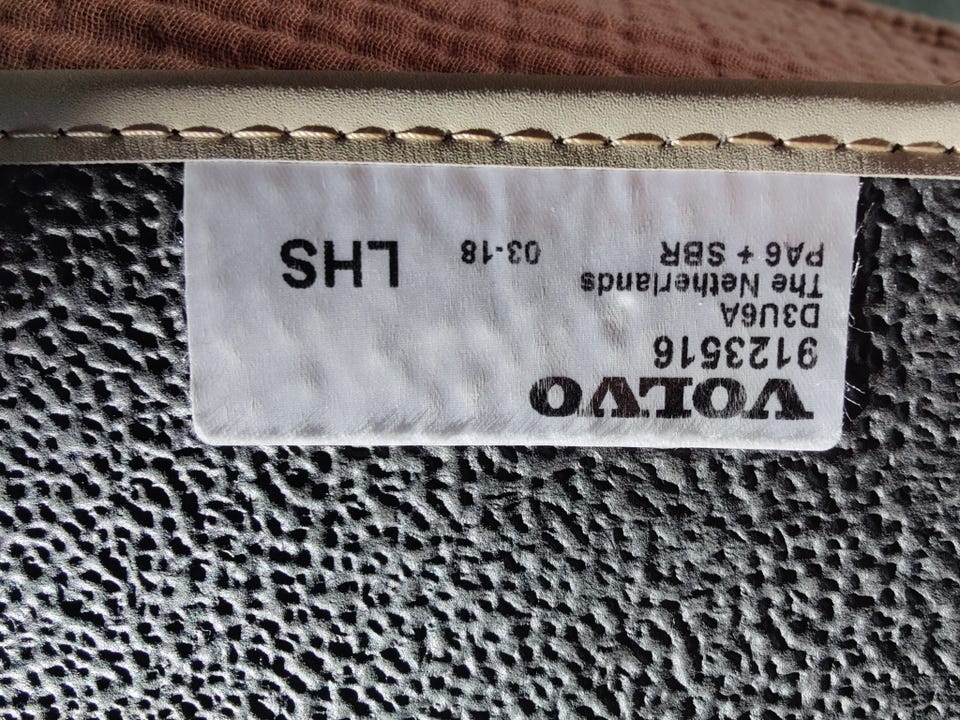 VOLVO
9123516
D3U6A
The Netherlands
PA6 + SBR 03-18 LHS